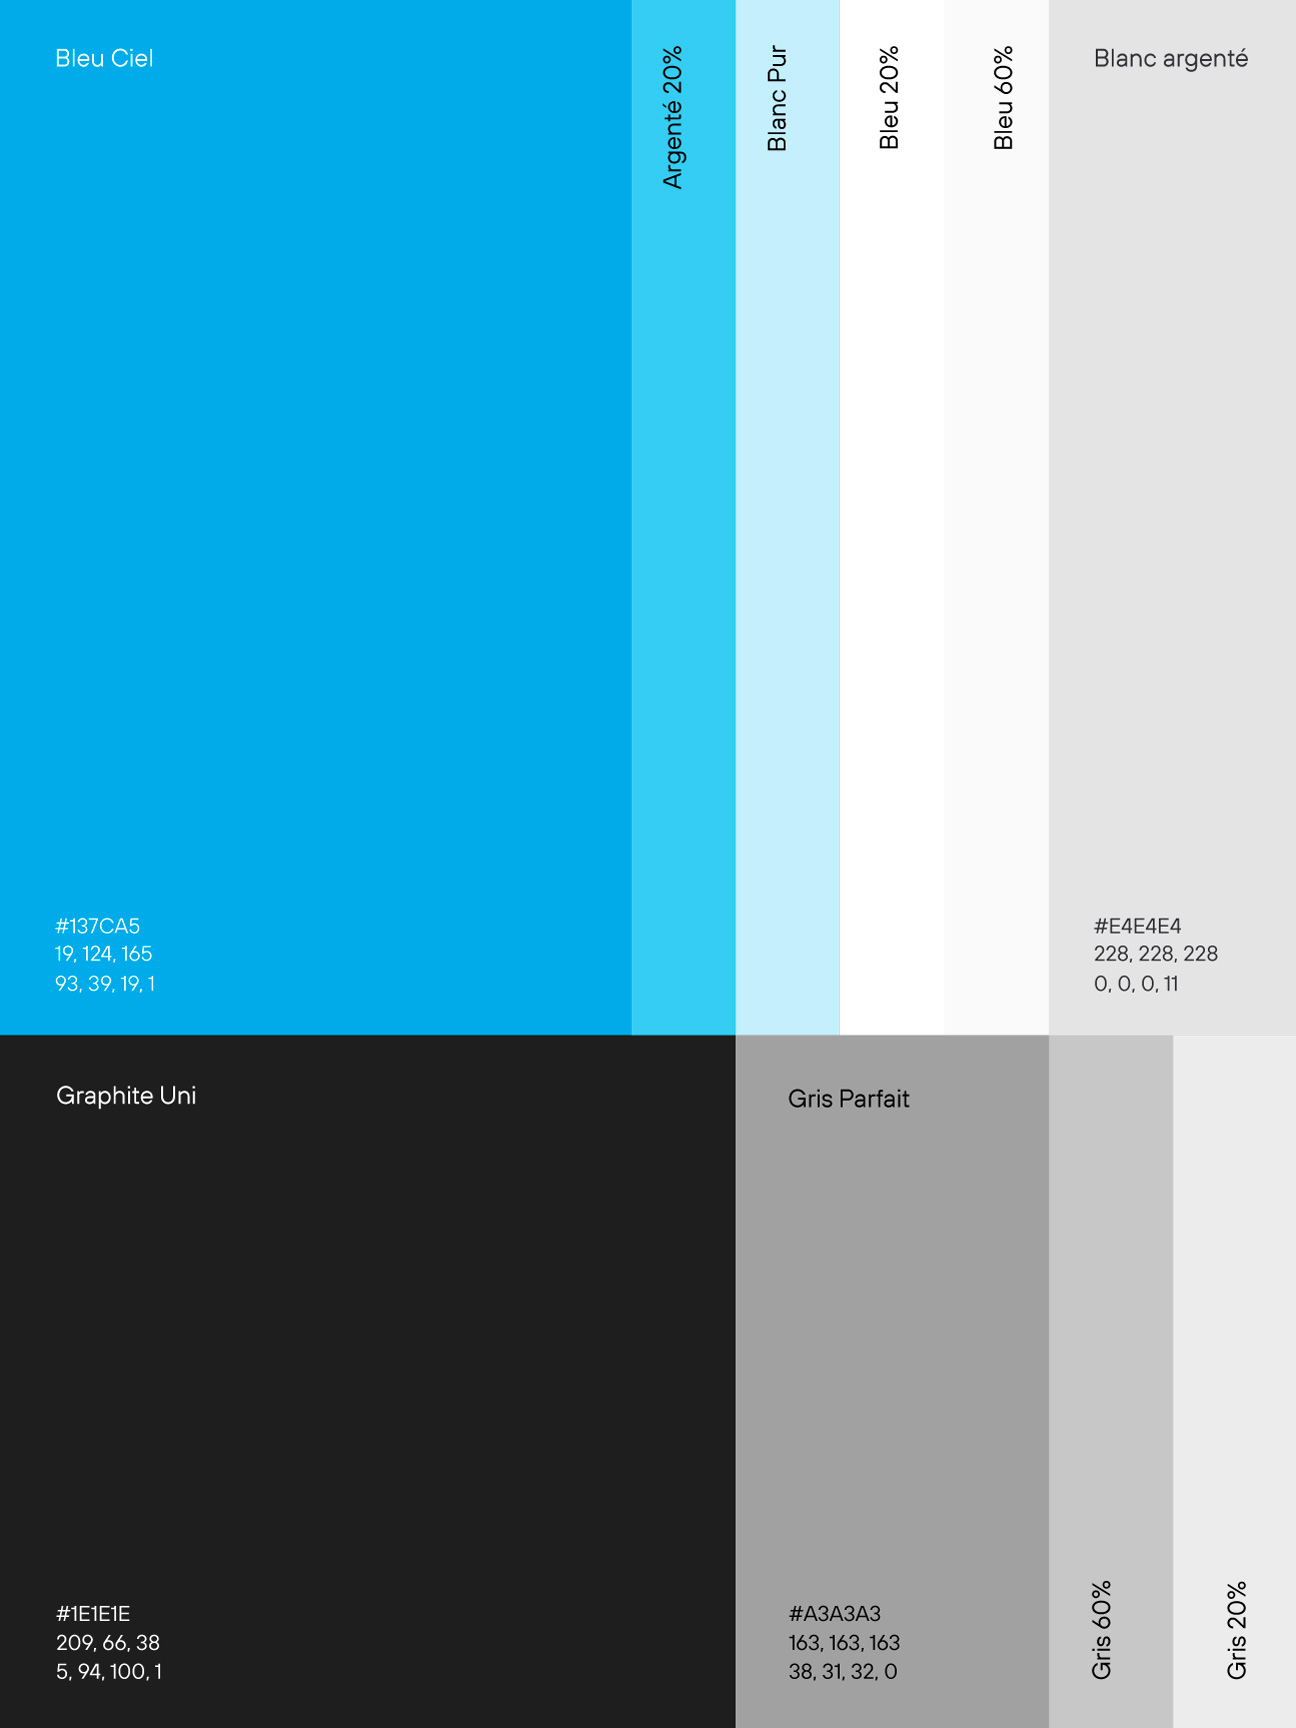 Bleu Ciel
#137CA5
19, 124, 165
93, 39, 19, 1
Argenté 20%
Blanc Pur
Bleu 20%
Bleu 60%
Blanc argenté
#E4E4E4
228, 228, 228
0, 0, 0, 11
Graphite Uni
#1E1E1E
209, 66, 38
5, 94, 100, 1
Gris Parfait
#A3A3A3
163, 163, 163
38, 31, 32, 0
Gris 60%
Gris 20%